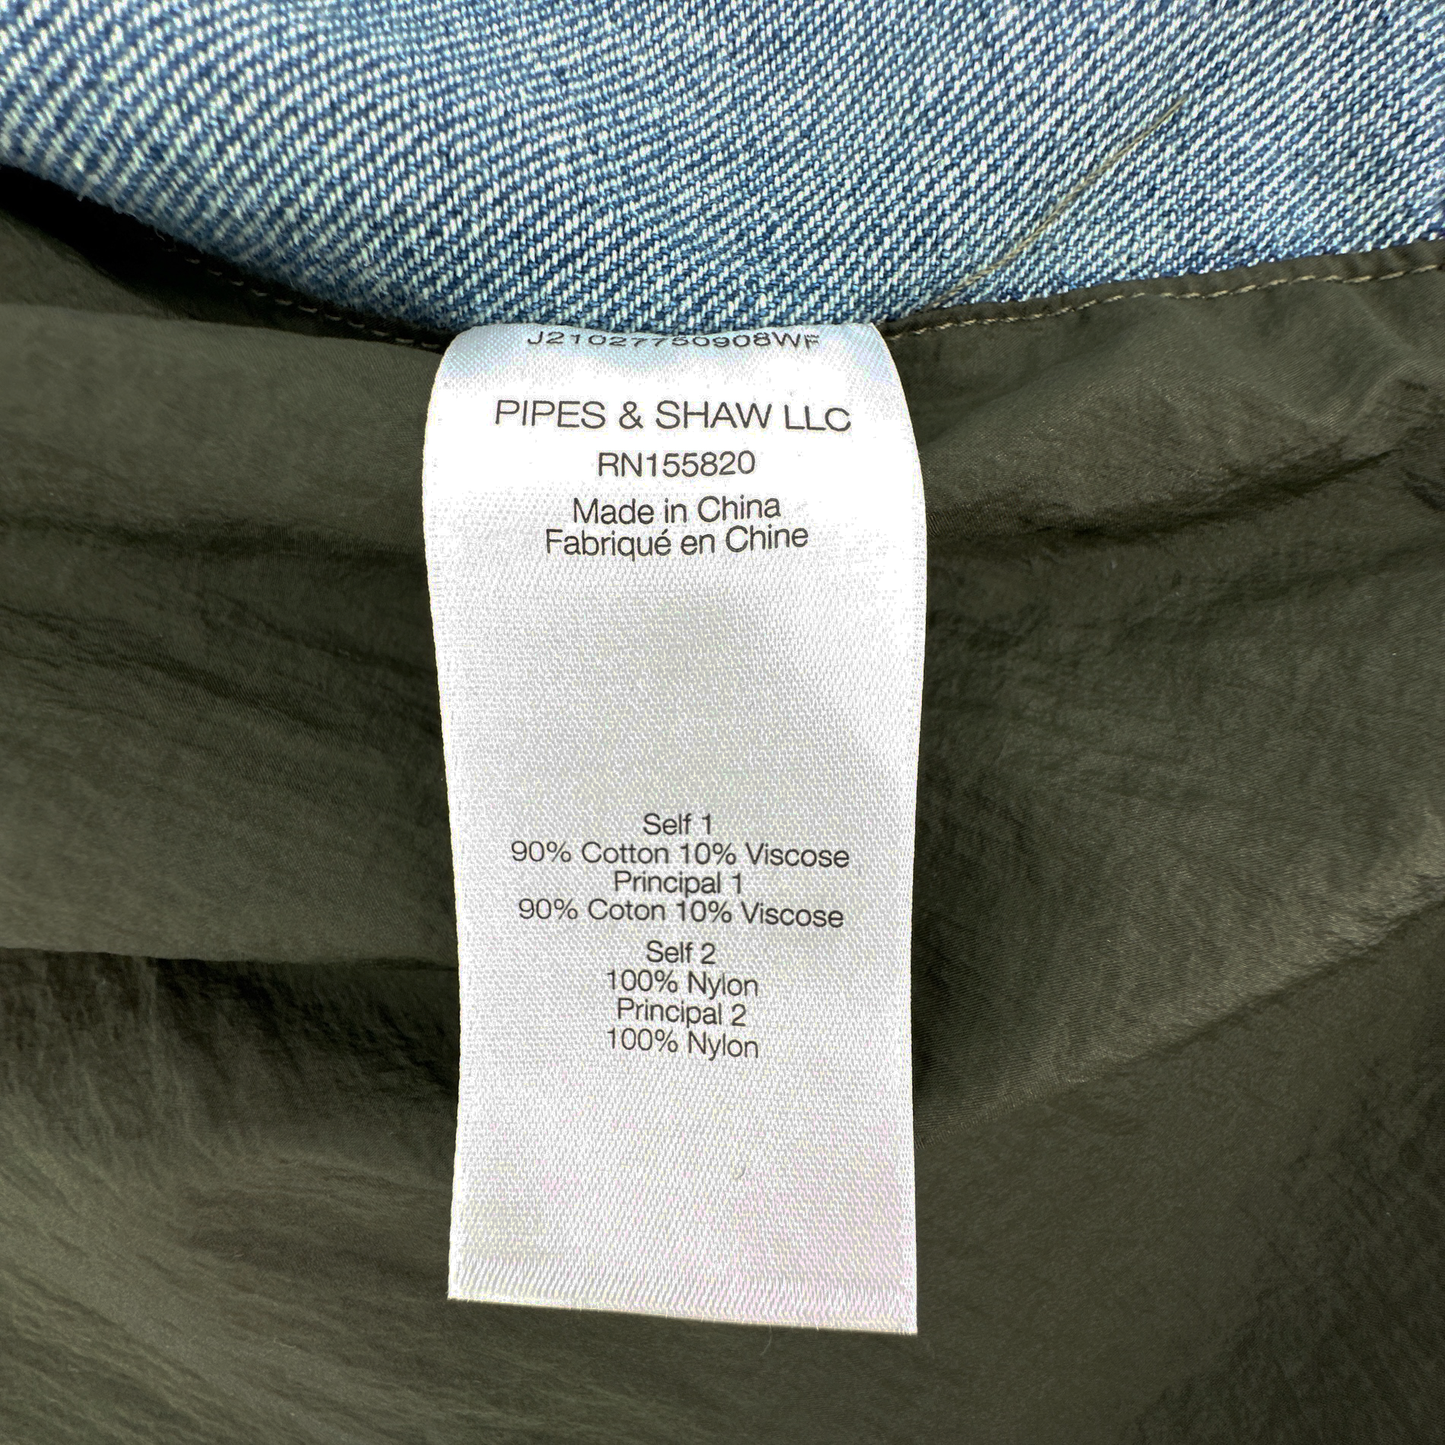 J21027750908WF
PIPES & SHAW LLC
RN155820
Made in China
Fabriqué en Chine
Self 1
90% Cotton 10% Viscose
Principal 1
90% Coton 10% Viscose
Self 2
100% Nylon
Principal 2
100% Nylon